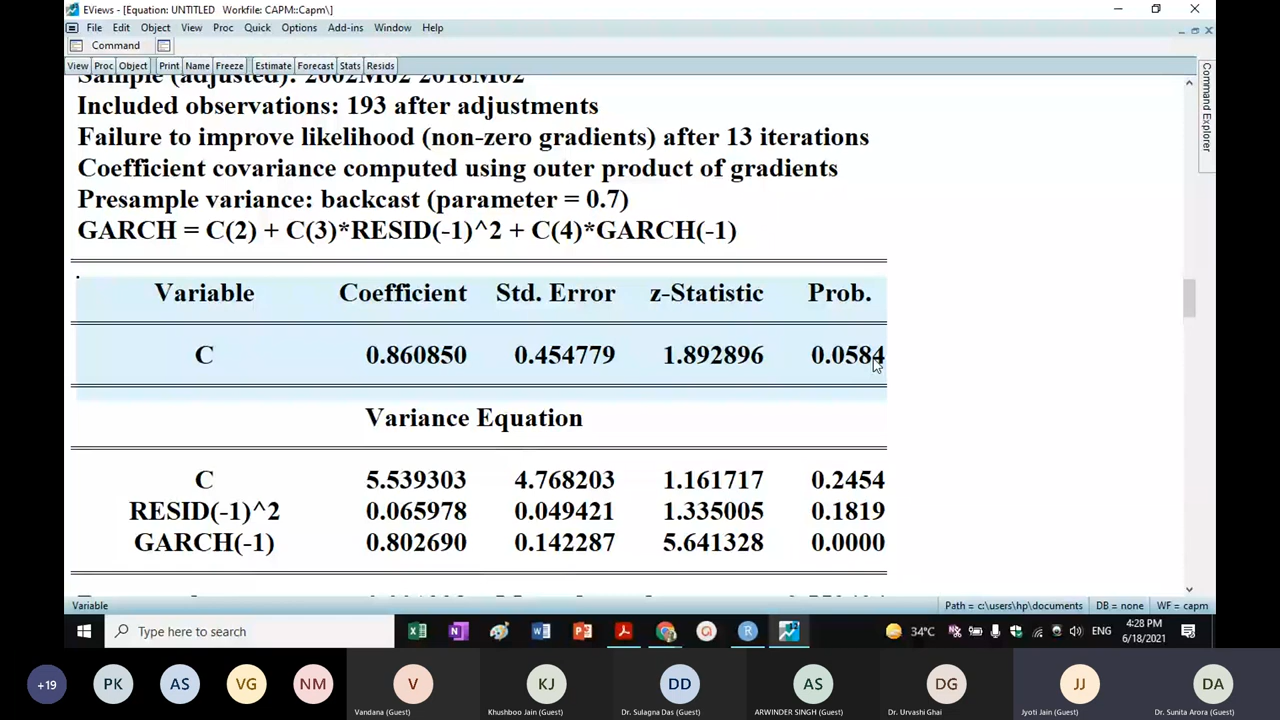 EViews - [Equation: UNTITLED   Workfile: CAPM::Capm\]
File Edit Object View Proc Quick Options Add-ins Window Help
Command
View Proc Object Print Name Freeze Estimate Forecast Stats Resids
Sample (adjusted): 2002M02 2018M02
Included observations: 193 after adjustments
Failure to improve likelihood (non-zero gradients) after 13 iterations
Coefficient covariance computed using outer product of gradients
Presample variance: backcast (parameter = 0.7)
GARCH = C(2) + C(3)*RESID(-1)^2 + C(4)*GARCH(-1)
Variable Coefficient Std. Error z-Statistic Prob.
C 0.860850 0.454779 1.892896 0.0584
Variance Equation
C 5.539303 4.768203 1.161717 0.2454
RESID(-1)^2 0.065978 0.049421 1.335005 0.1819
GARCH(-1) 0.802690 0.142287 5.641328 0.0000
Command Explorer
Variable Path = c:\users\hp\documents DB = none WF = capm
Type here to search
34°C ENG
4:28 PM
6/18/2021
+19 PK AS VG NM V KJ DD AS DG JJ DA
Vandana (Guest) Khushboo Jain (Guest) Dr. Sulagna Das (Guest) ARWINDER SINGH (Guest) Dr. Urvashi Ghai Jyoti Jain (Guest) Dr. Sunita Arora (Guest)